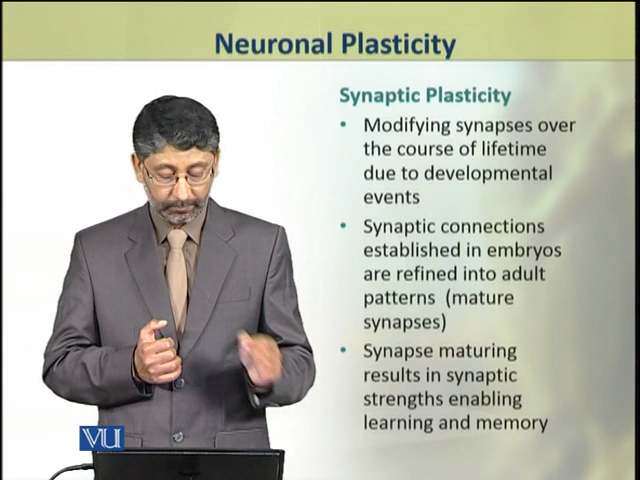 Neuronal Plasticity
Synaptic Plasticity
• Modifying synapses over
the course of lifetime
due to developmental
events
• Synaptic connections
established in embryos
are refined into adult
patterns (mature
synapses)
• Synapse maturing
results in synaptic
strengths enabling
learning and memory
VU